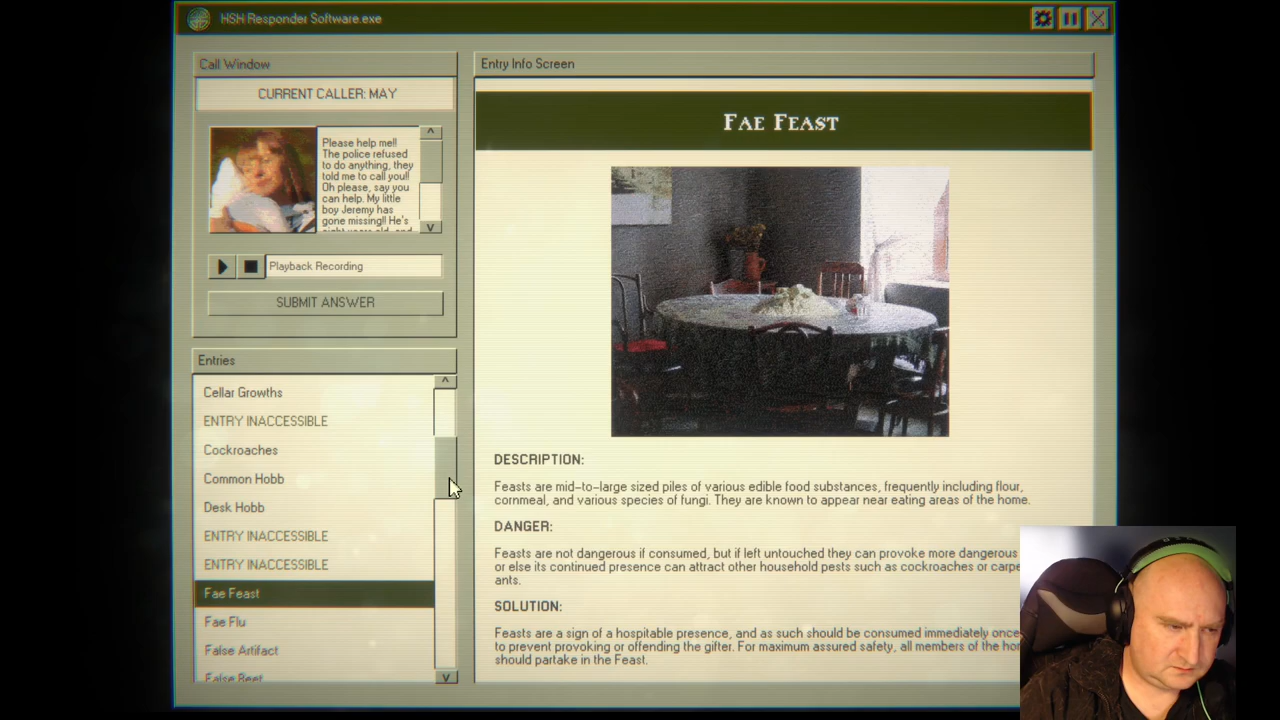 HSH Responder Software.exe
Call Window
CURRENT CALLER: MAY
Please help me!!
The police refused
to do anything, they
told me to call you!!
Oh please, say you
can help. My little
boy Jeremy has
gone missing!! He's
eight years old, and
Playback Recording
SUBMIT ANSWER
Entries
Cellar Growths
ENTRY INACCESSIBLE
Cockroaches
Common Hobb
Desk Hobb
ENTRY INACCESSIBLE
ENTRY INACCESSIBLE
Fae Feast
Fae Flu
False Artifact
False Beet
Entry Info Screen
FAE FEAST
DESCRIPTION:
Feasts are mid-to-large sized piles of various edible food substances, frequently including flour,
cornmeal, and various species of fungi. They are known to appear near eating areas of the home.
DANGER:
Feasts are not dangerous if consumed, but if left untouched they can provoke more dangerous
or else its continued presence can attract other household pests such as cockroaches or carpe
ants.
SOLUTION:
Feasts are a sign of a hospitable presence, and as such should be consumed immediately once
to prevent provoking or offending the gifter. For maximum assured safety, all members of the ho
should partake in the Feast.